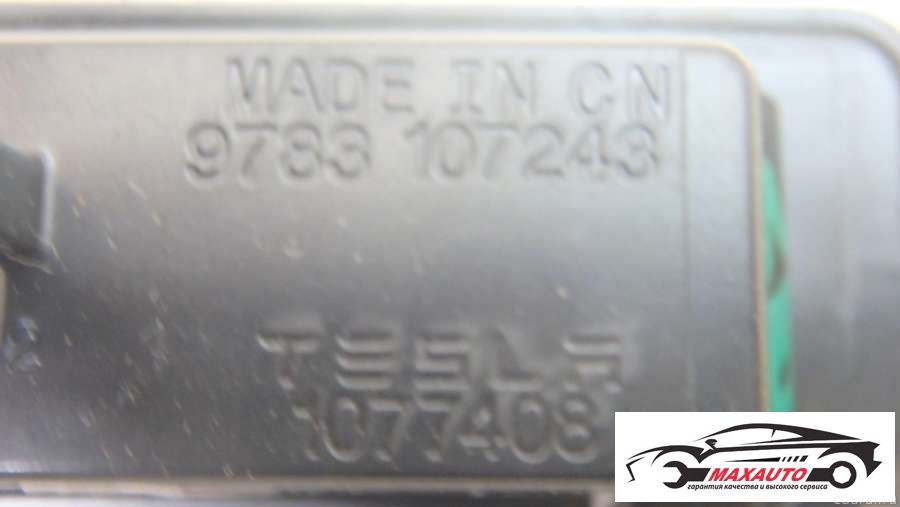 MADE IN CN
9783 107243
TESLA
1077408
MAXAUTO
гарантия качества и высокого сервиса